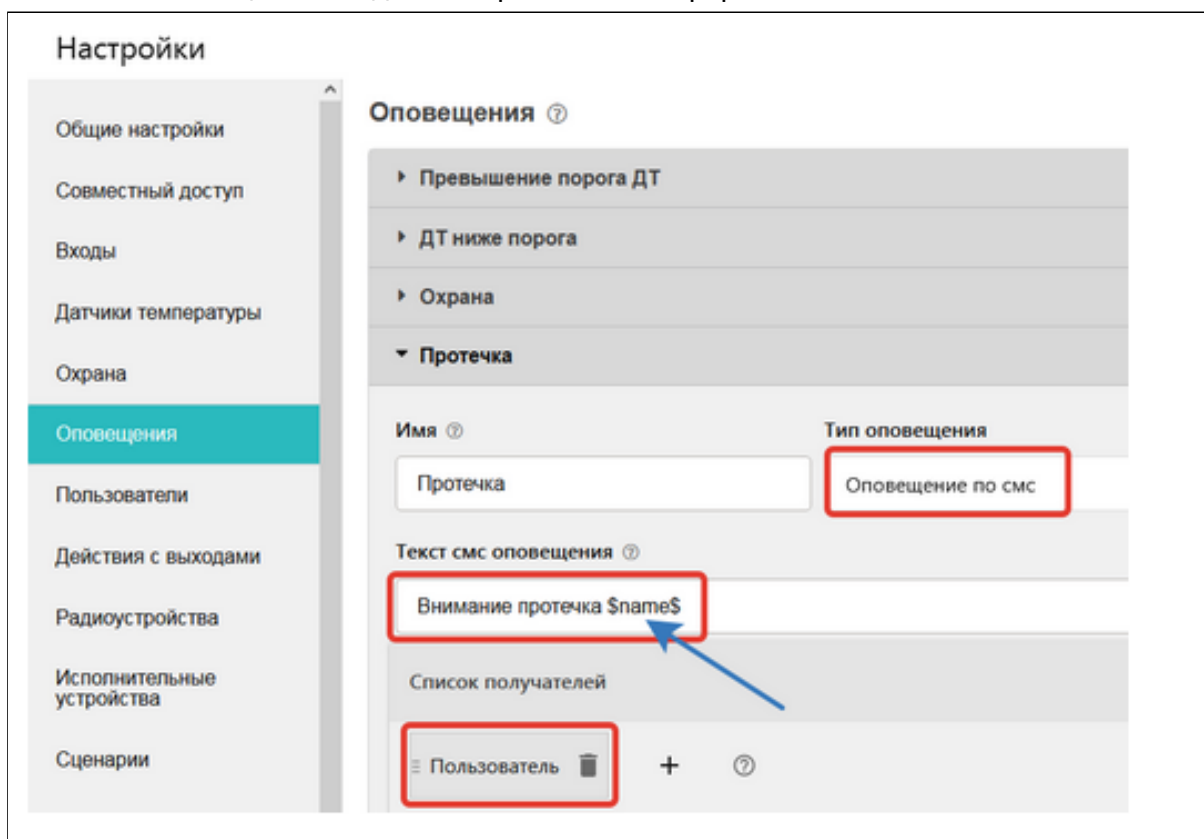 Настройки
Общие настройки
Совместный доступ
Входы
Датчики температуры
Охрана
Оповещения
Пользователи
Действия с выходами
Радиоустройства
Исполнительные
устройства
Сценарии
Оповещения
Превышение порога ДТ
ДТ ниже порога
Охрана
Протечка
Имя
Тип оповещения
Протечка
Оповещение по смс
Текст смс оповещения
Внимание протечка $name$
Список получателей
Пользователь +